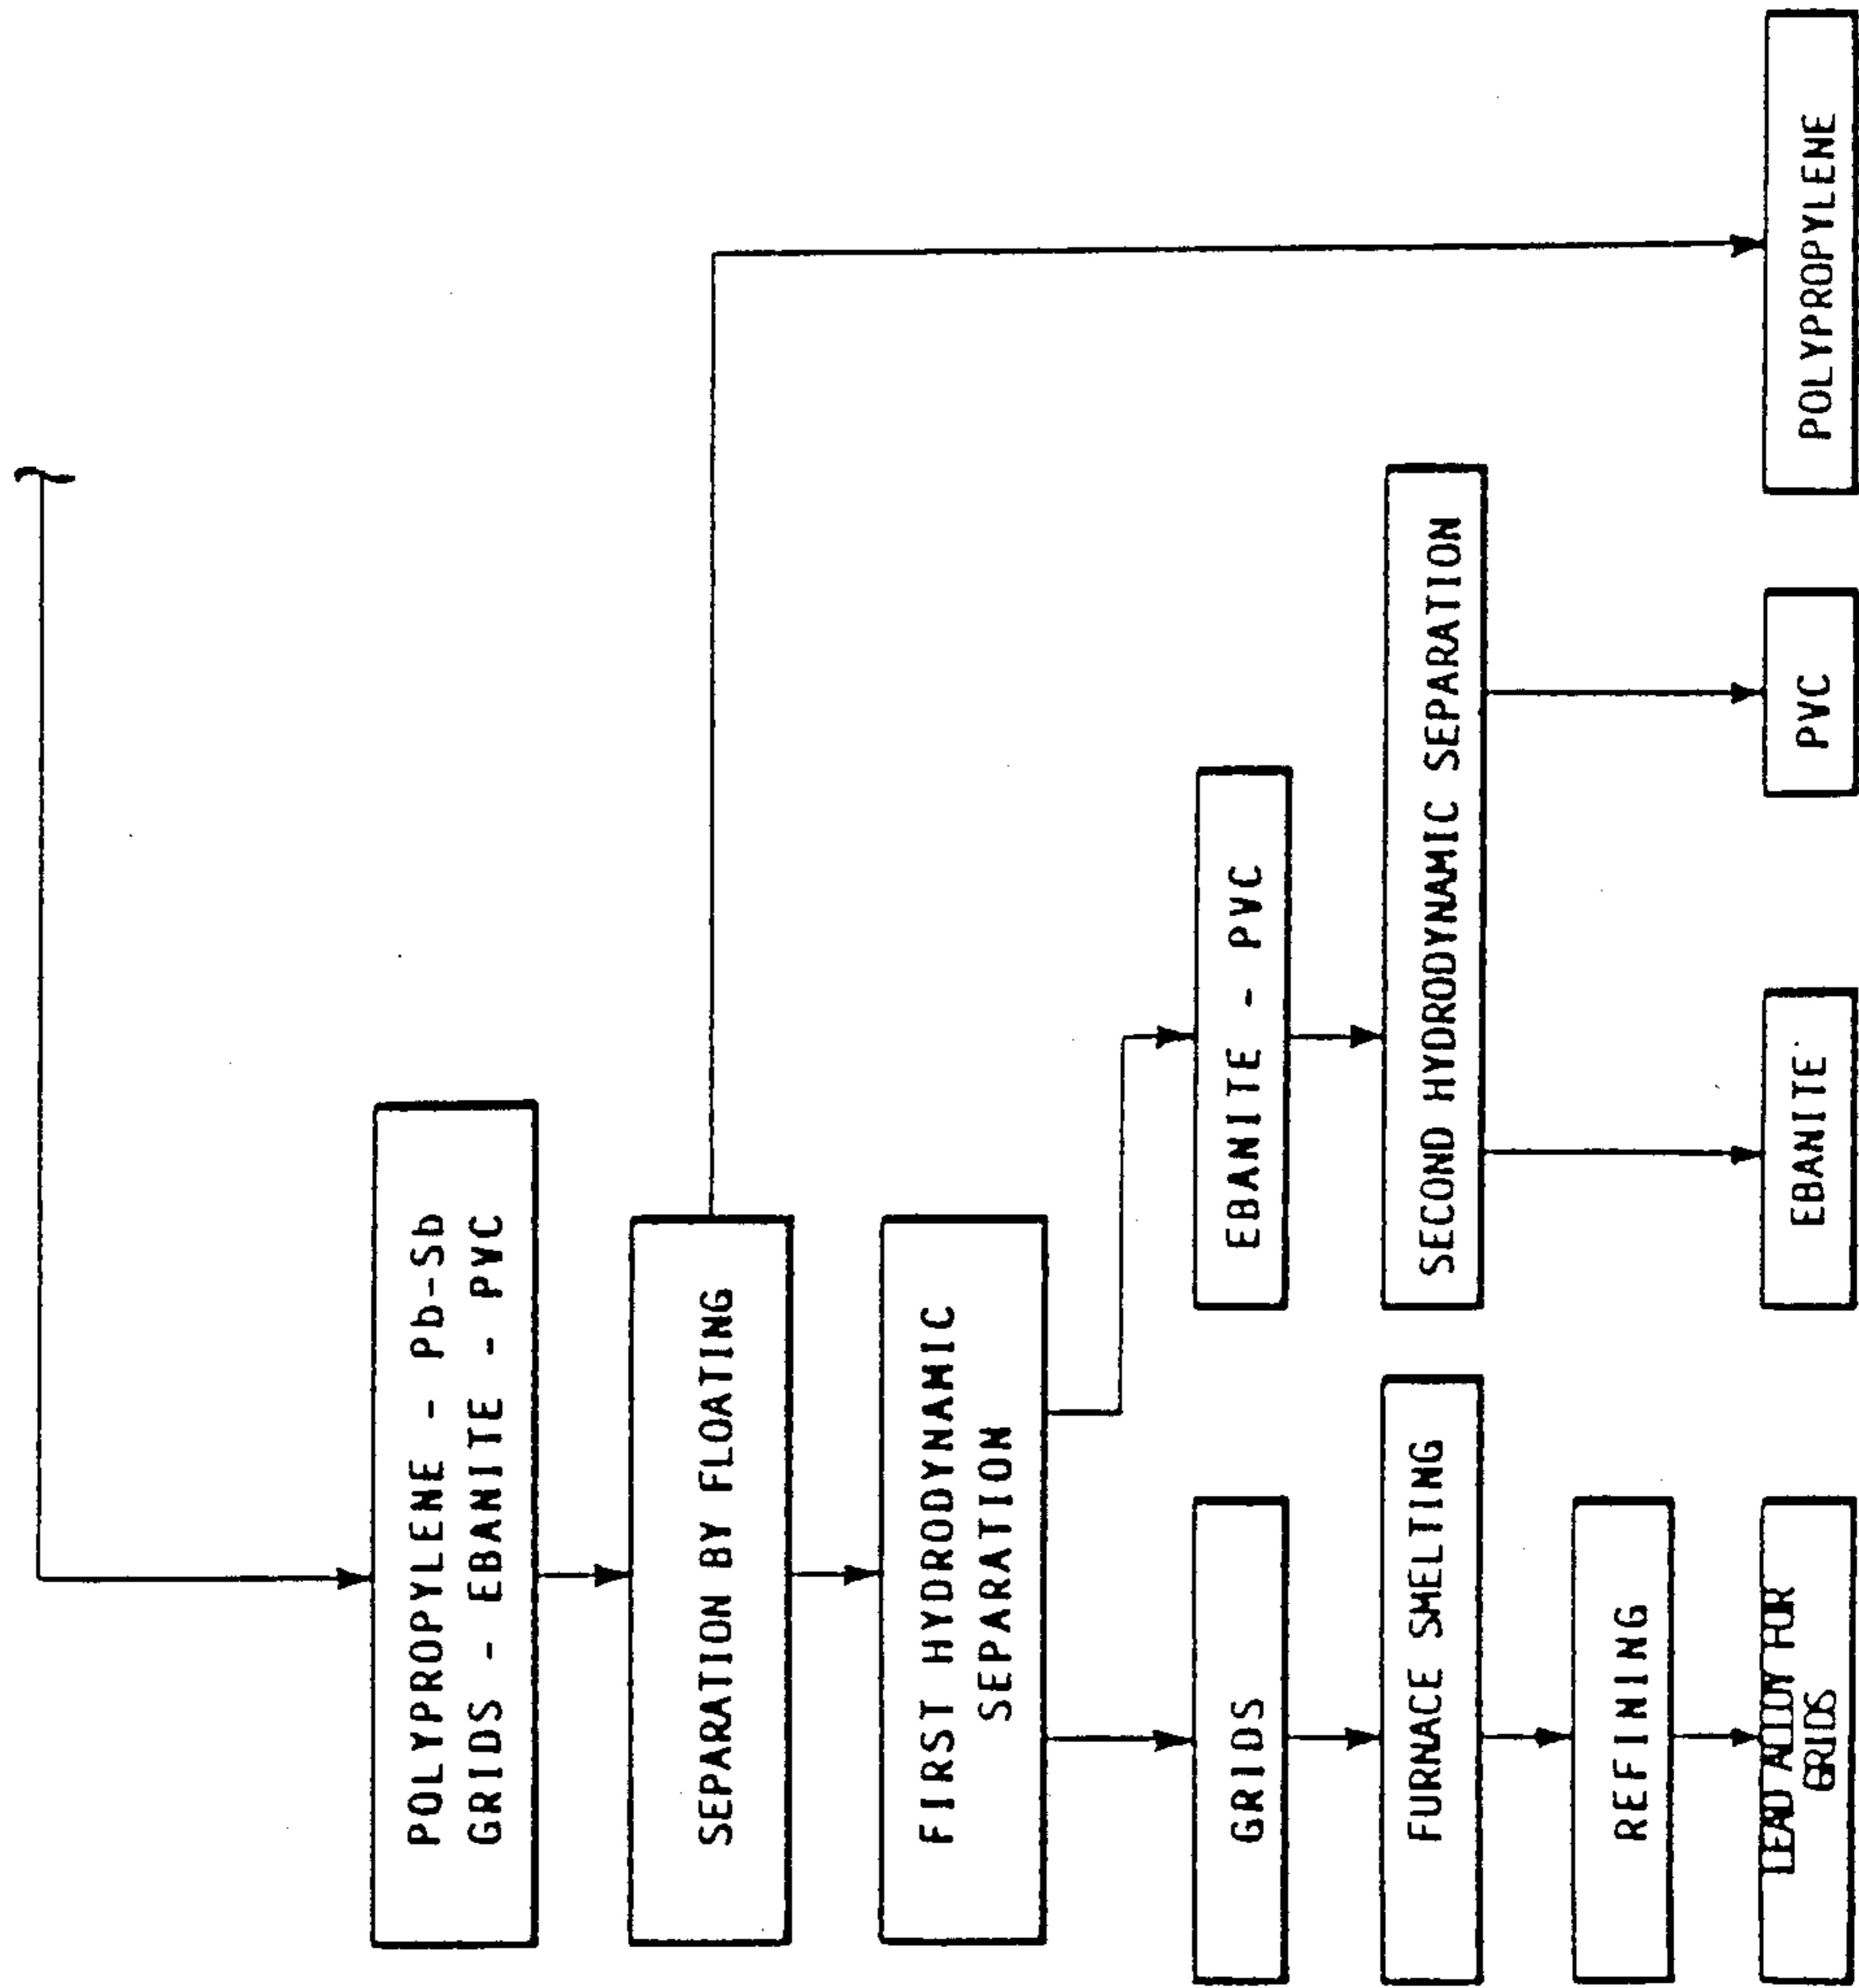 POLYPROPYLENE - Pb-Sb
GRIDS - EBANITE - PVC
SEPARATION BY FLOATING
FIRST HYDRODYNAMIC
SEPARATION
GRIDS
EBANITE - PVC
FURNACE SMELTING
SECOND HYDRODYNAMIC SEPARATION
REFINING
LEAD ALLOY FOR
GRIDS
EBANITE
PVC
POLYPROPYLENE